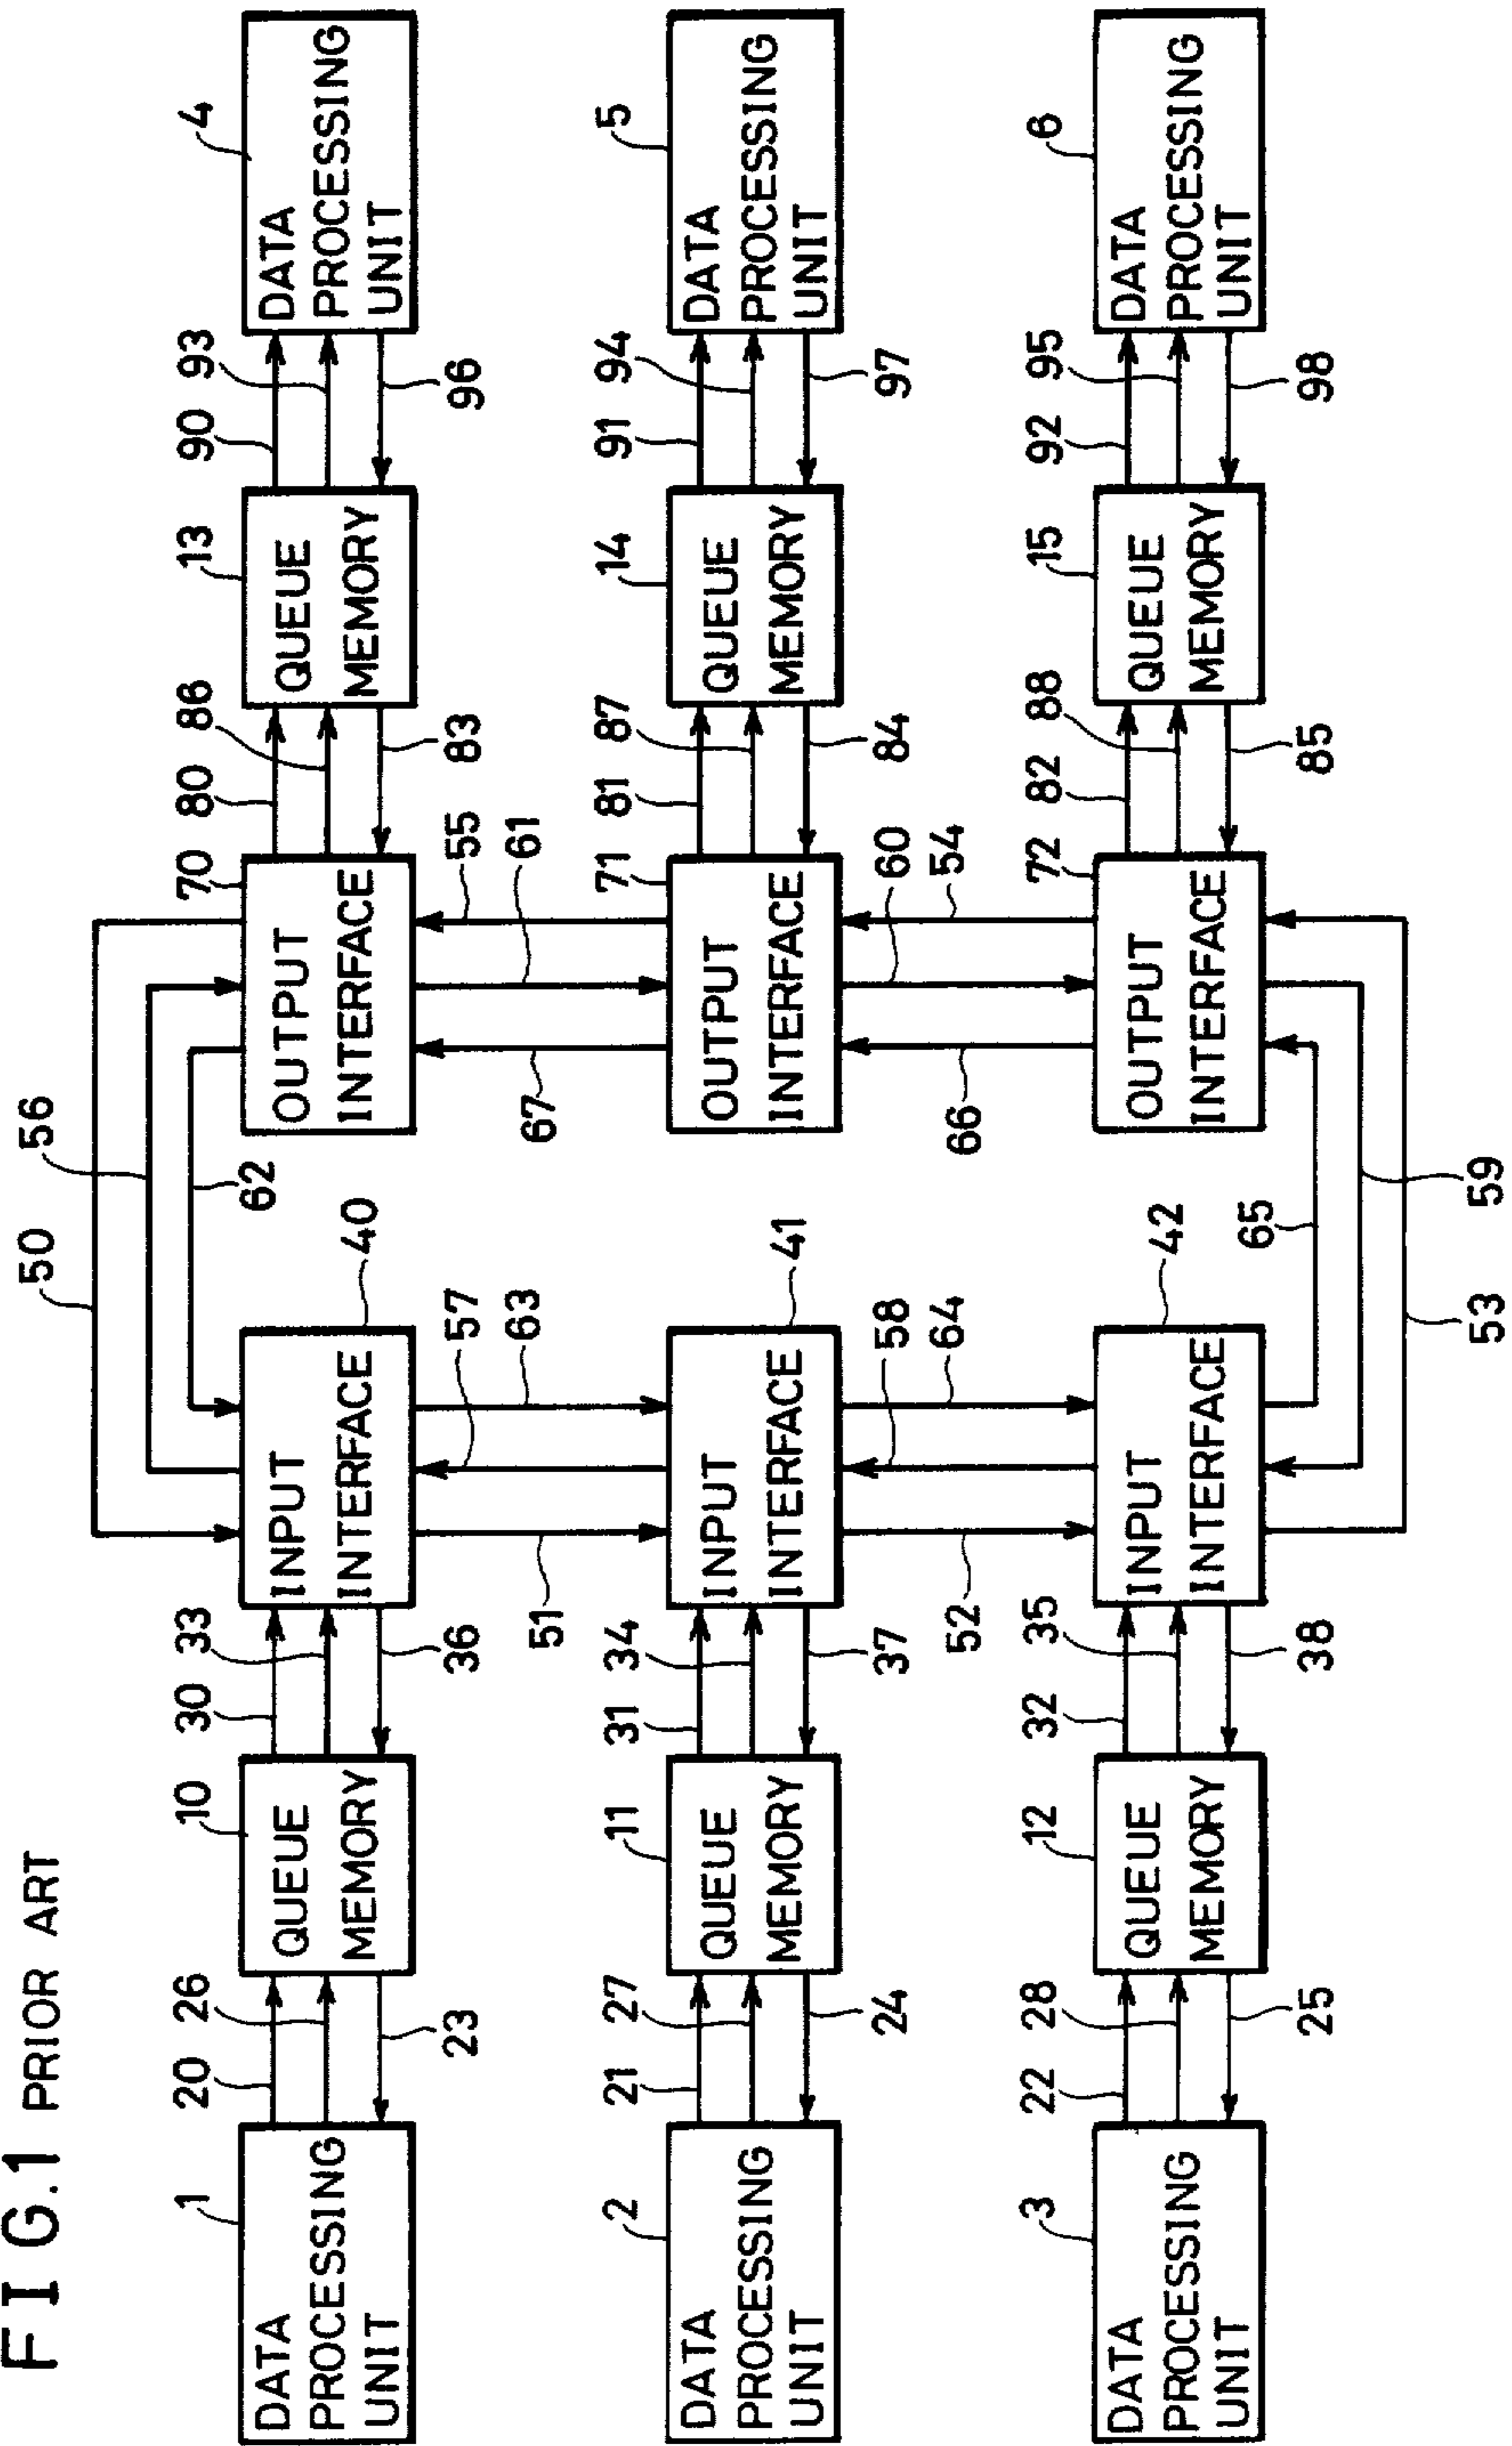 FIG.1 PRIOR ART
50
56
62
1
20
26
23
10
30
33
36
40
70
80
86
83
13
90
93
96
4
DATA
PROCESSING
UNIT
QUEUE
MEMORY
INPUT
INTERFACE
OUTPUT
INTERFACE
QUEUE
MEMORY
DATA
PROCESSING
UNIT
51
57
63
67
61
55
2
21
27
24
11
31
34
37
41
71
81
87
84
14
91
94
97
5
DATA
PROCESSING
UNIT
QUEUE
MEMORY
INPUT
INTERFACE
OUTPUT
INTERFACE
QUEUE
MEMORY
DATA
PROCESSING
UNIT
52
58
64
66
60
54
3
22
28
25
12
32
35
38
42
72
82
88
85
15
92
95
98
6
DATA
PROCESSING
UNIT
QUEUE
MEMORY
INPUT
INTERFACE
OUTPUT
INTERFACE
QUEUE
MEMORY
DATA
PROCESSING
UNIT
65
59
53